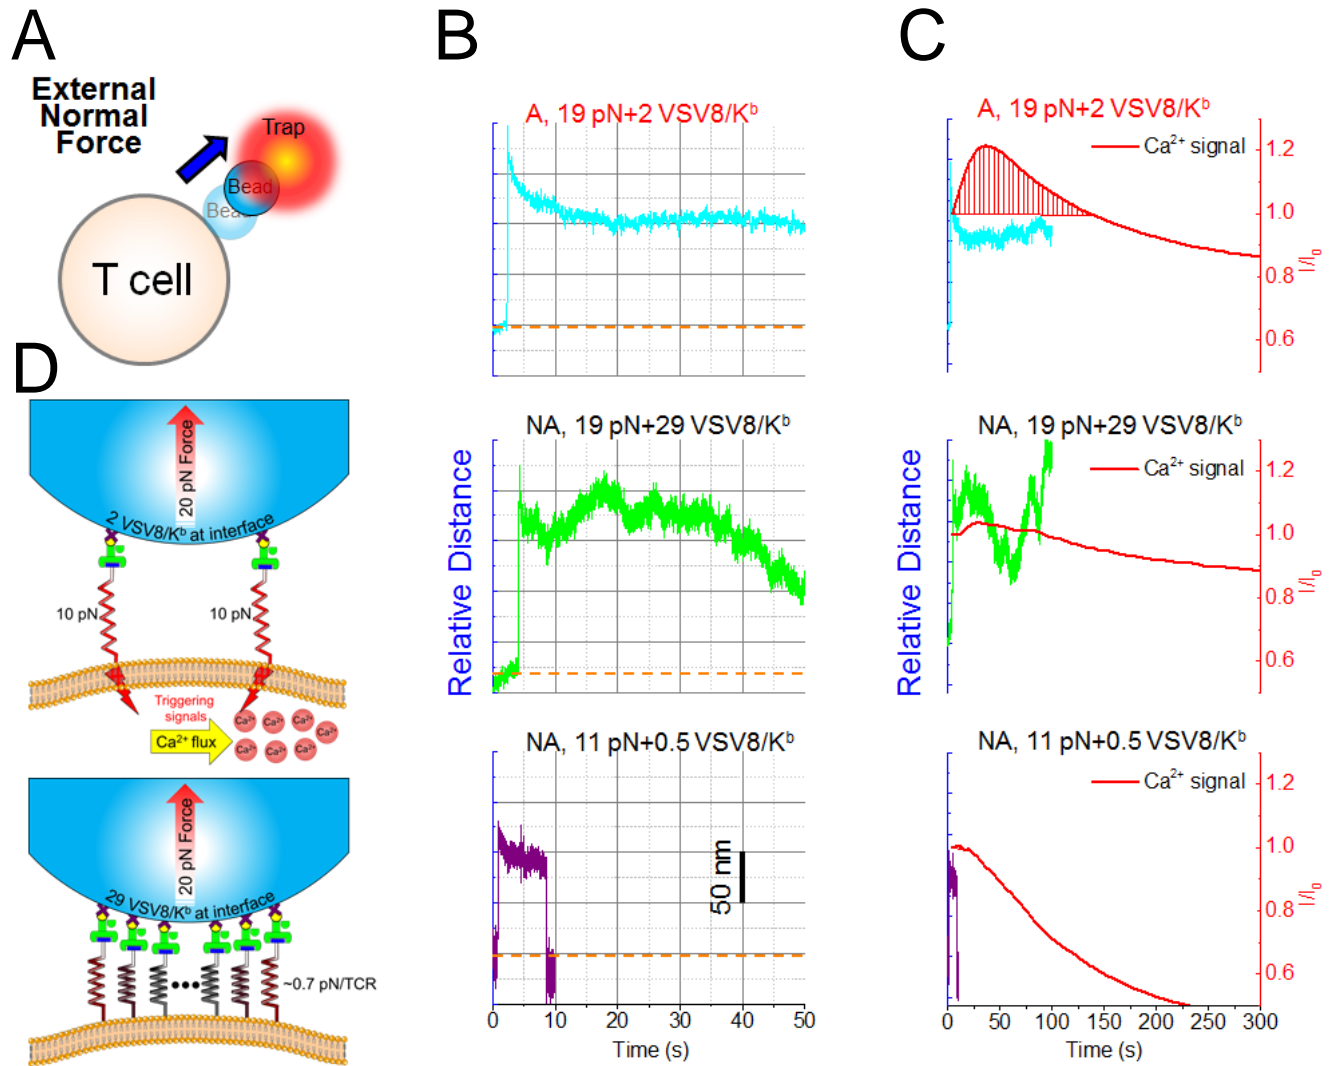 A
External
Normal
Force
Trap
Bead
Bead
T cell
B
A, 19 pN+2 VSV8/Kᵇ
NA, 19 pN+29 VSV8/Kᵇ
Relative Distance
NA, 11 pN+0.5 VSV8/Kᵇ
50 nm
0 10 20 30 40 50
Time (s)
C
A, 19 pN+2 VSV8/Kᵇ
Ca²⁺ signal
1.2
1.0
0.8
0.6
I/I₀
NA, 19 pN+29 VSV8/Kᵇ
Ca²⁺ signal
Relative Distance
1.2
1.0
0.8
0.6
I/I₀
NA, 11 pN+0.5 VSV8/Kᵇ
Ca²⁺ signal
1.2
1.0
0.8
0.6
I/I₀
0 50 100 150 200 250 300
Time (s)
D
20 pN Force
2 VSV8/Kᵇ at interface
10 pN
10 pN
Triggering
signals
Ca²⁺ flux
Ca²⁺ Ca²⁺ Ca²⁺ Ca²⁺
Ca²⁺ Ca²⁺ Ca²⁺
20 pN Force
29 VSV8/Kᵇ at interface
~0.7 pN/TCR